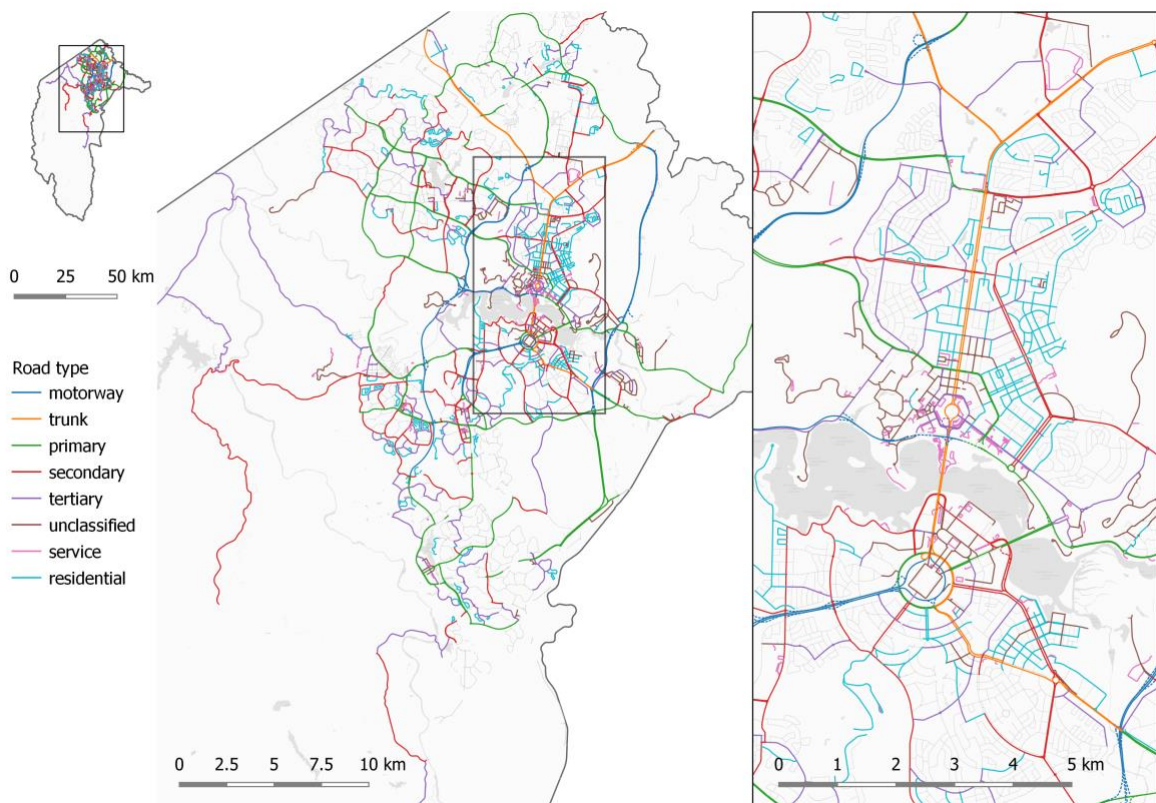 0 25 50 km
Road type
motorway
trunk
primary
secondary
tertiary
unclassified
service
residential
0 2.5 5 7.5 10 km
0 1 2 3 4 5 km